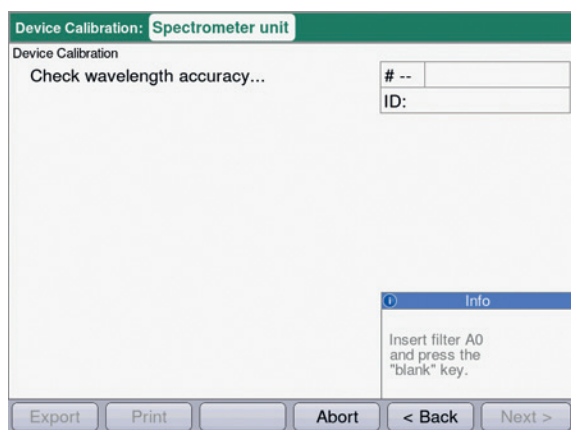 Device Calibration: Spectrometer unit
Device Calibration
Check wavelength accuracy...
# --
ID:
Info
Insert filter A0
and press the
"blank" key.
Export Print Abort < Back Next >